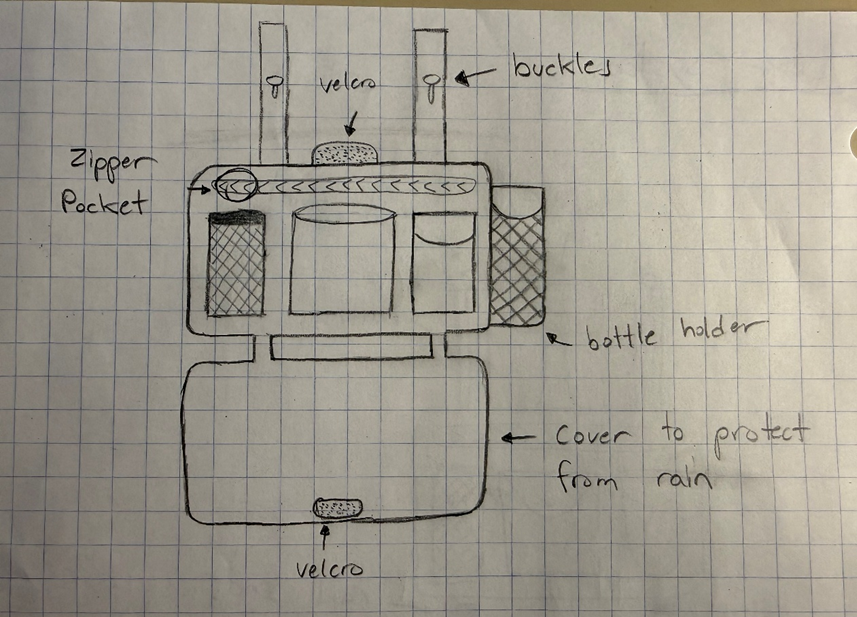 buckles
velcro
Zipper
Pocket
bottle holder
cover to protect
from rain
velcro